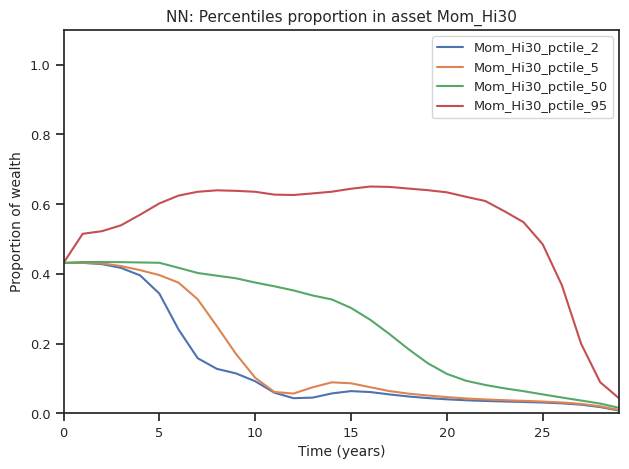 NN: Percentiles proportion in asset Mom_Hi30
Mom_Hi30_pctile_2
Mom_Hi30_pctile_5
Mom_Hi30_pctile_50
Mom_Hi30_pctile_95
Proportion of wealth
1.0
0.8
0.6
0.4
0.2
0.0
0 5 10 15 20 25
Time (years)